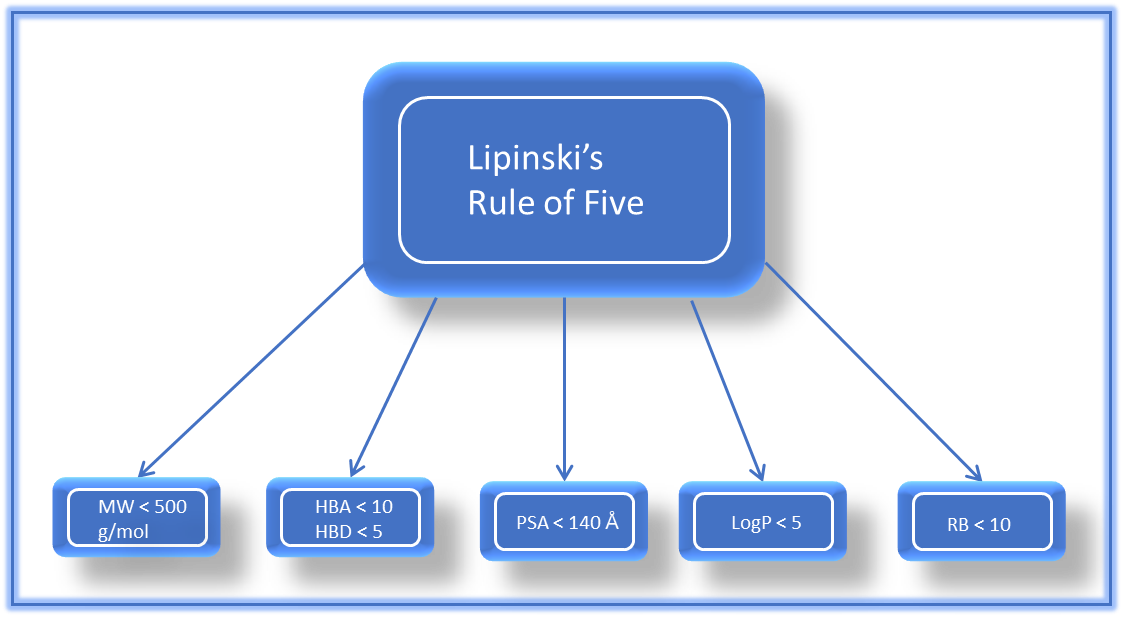 Lipinski’s
Rule of Five
MW < 500
g/mol
HBA < 10
HBD < 5
PSA < 140 Å
LogP < 5
RB < 10